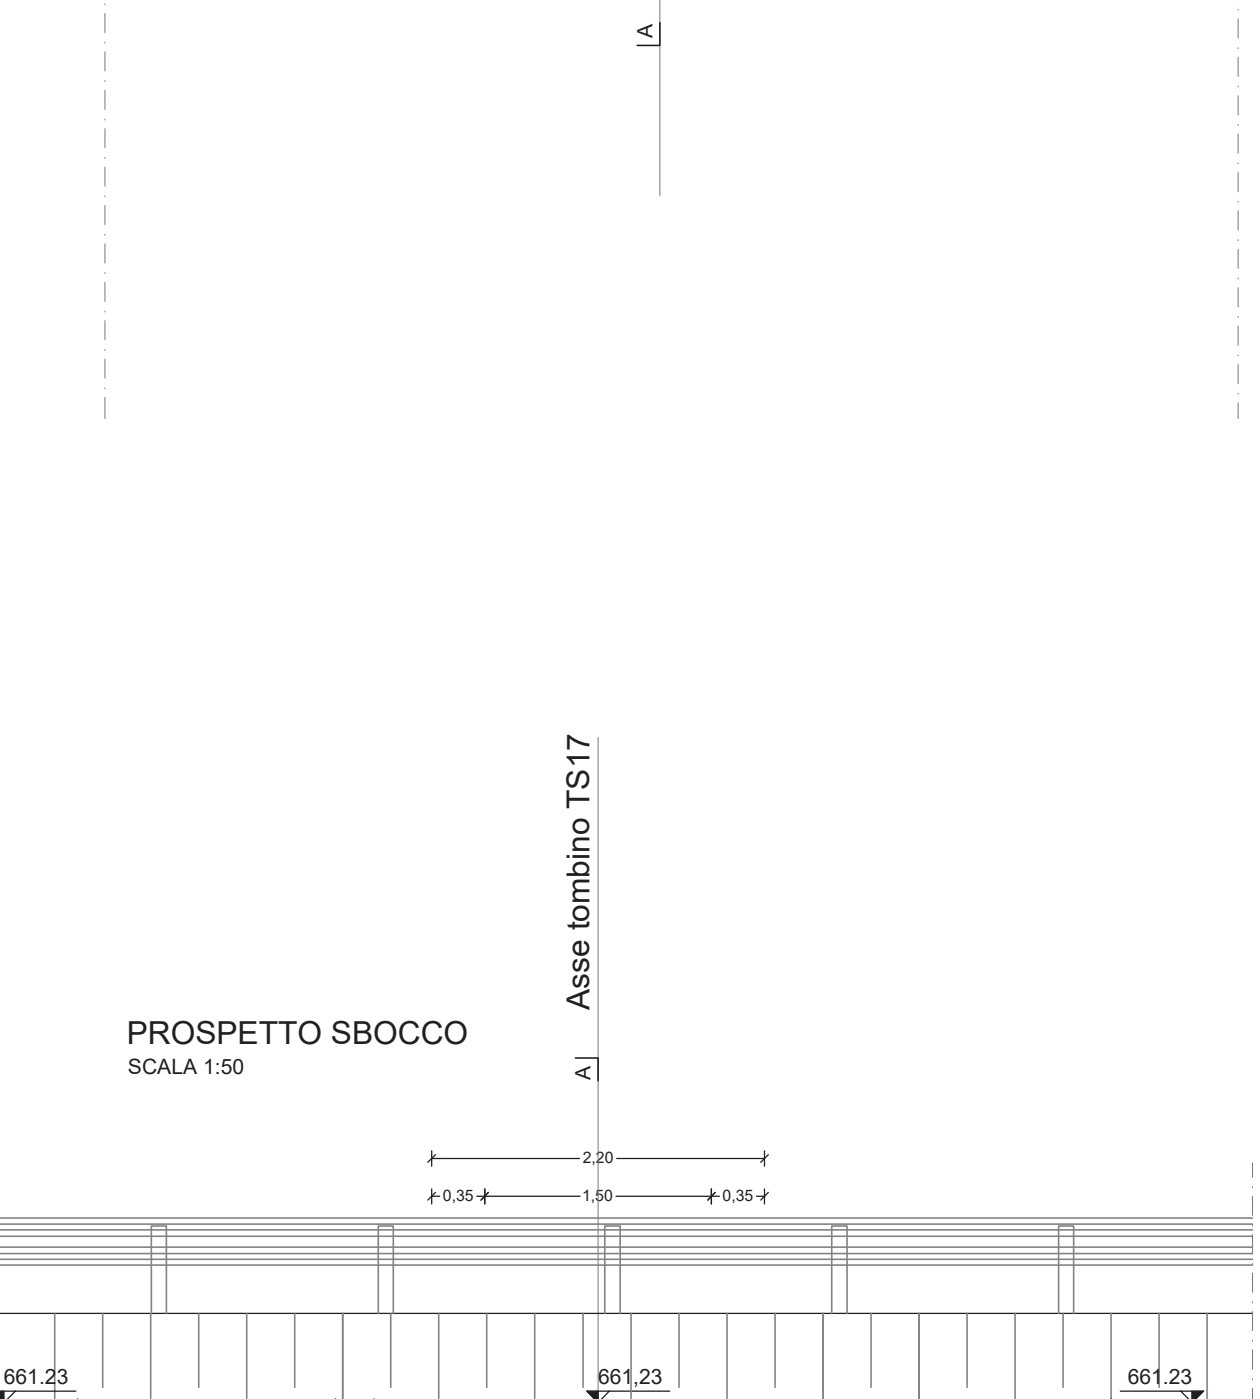 A
Asse tombino TS17
PROSPETTO SBOCCO
SCALA 1:50
A
2,20
0,35 1,50 0,35
661.23 661,23 661.23